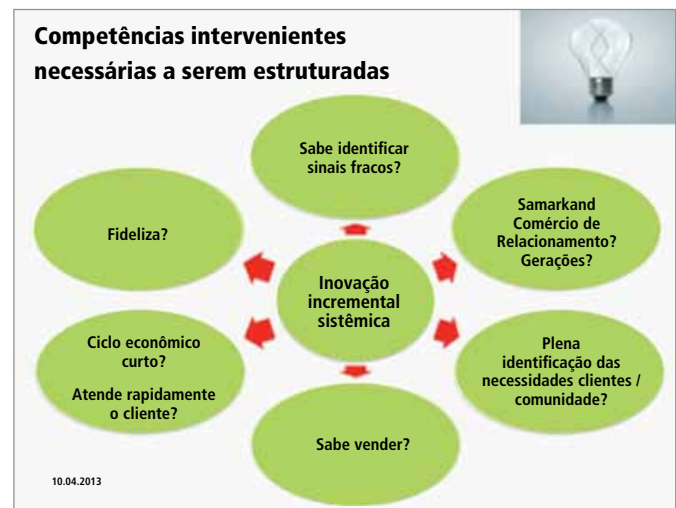 Competências intervenientes
necessárias a serem estruturadas
Sabe identificar
sinais fracos?
Samarkand
Comércio de
Relacionamento?
Gerações?
Fideliza?
Inovação
incremental
sistêmica
Ciclo econômico
curto?
Atende rapidamente
o cliente?
Plena
identificação das
necessidades clientes /
comunidade?
Sabe vender?
10.04.2013